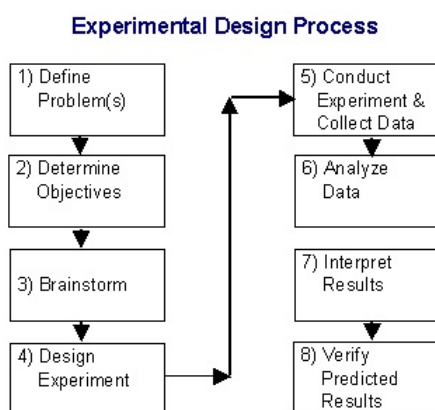 Experimental Design Process
1) Define
Problem(s)
2) Determine
Objectives
3) Brainstorm
4) Design
Experiment
5) Conduct
Experiment &
Collect Data
6) Analyze
Data
7) Interpret
Results
8) Verify
Predicted
Results